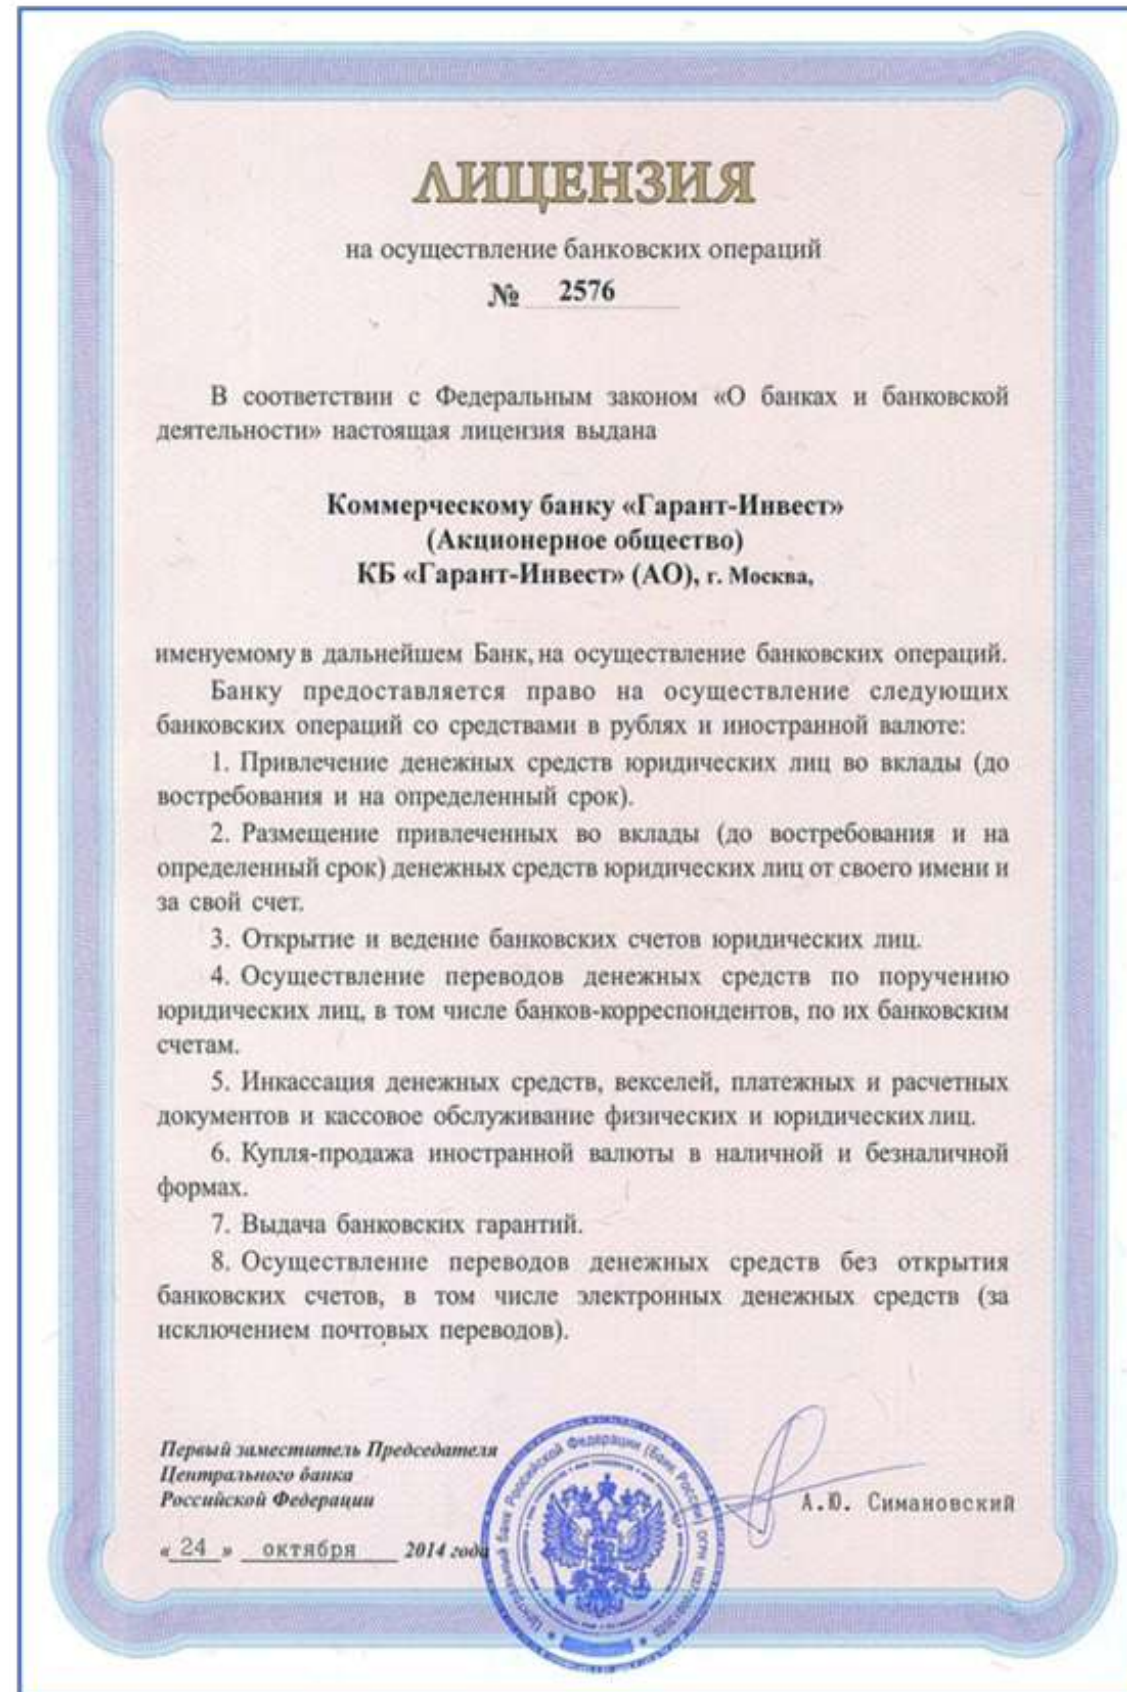 ЛИЦЕНЗИЯ
на осуществление банковских операций
№ 2576
В соответствии с Федеральным законом «О банках и банковской
деятельности» настоящая лицензия выдана
Коммерческому банку «Гарант-Инвест»
(Акционерное общество)
КБ «Гарант-Инвест» (АО), г. Москва,
именуемому в дальнейшем Банк, на осуществление банковских операций.
Банку предоставляется право на осуществление следующих
банковских операций со средствами в рублях и иностранной валюте:
1. Привлечение денежных средств юридических лиц во вклады (до
востребования и на определенный срок).
2. Размещение привлеченных во вклады (до востребования и на
определенный срок) денежных средств юридических лиц от своего имени и
за свой счет.
3. Открытие и ведение банковских счетов юридических лиц.
4. Осуществление переводов денежных средств по поручению
юридических лиц, в том числе банков-корреспондентов, по их банковским
счетам.
5. Инкассация денежных средств, векселей, платежных и расчетных
документов и кассовое обслуживание физических и юридических лиц.
6. Купля-продажа иностранной валюты в наличной и безналичной
формах.
7. Выдача банковских гарантий.
8. Осуществление переводов денежных средств без открытия
банковских счетов, в том числе электронных денежных средств (за
исключением почтовых переводов).
Первый заместитель Председателя
Центрального банка
Российской Федерации
А.Ю. Симановский
« 24 » октября 2014 года
Центральный банк Российской Федерации (Банк России)